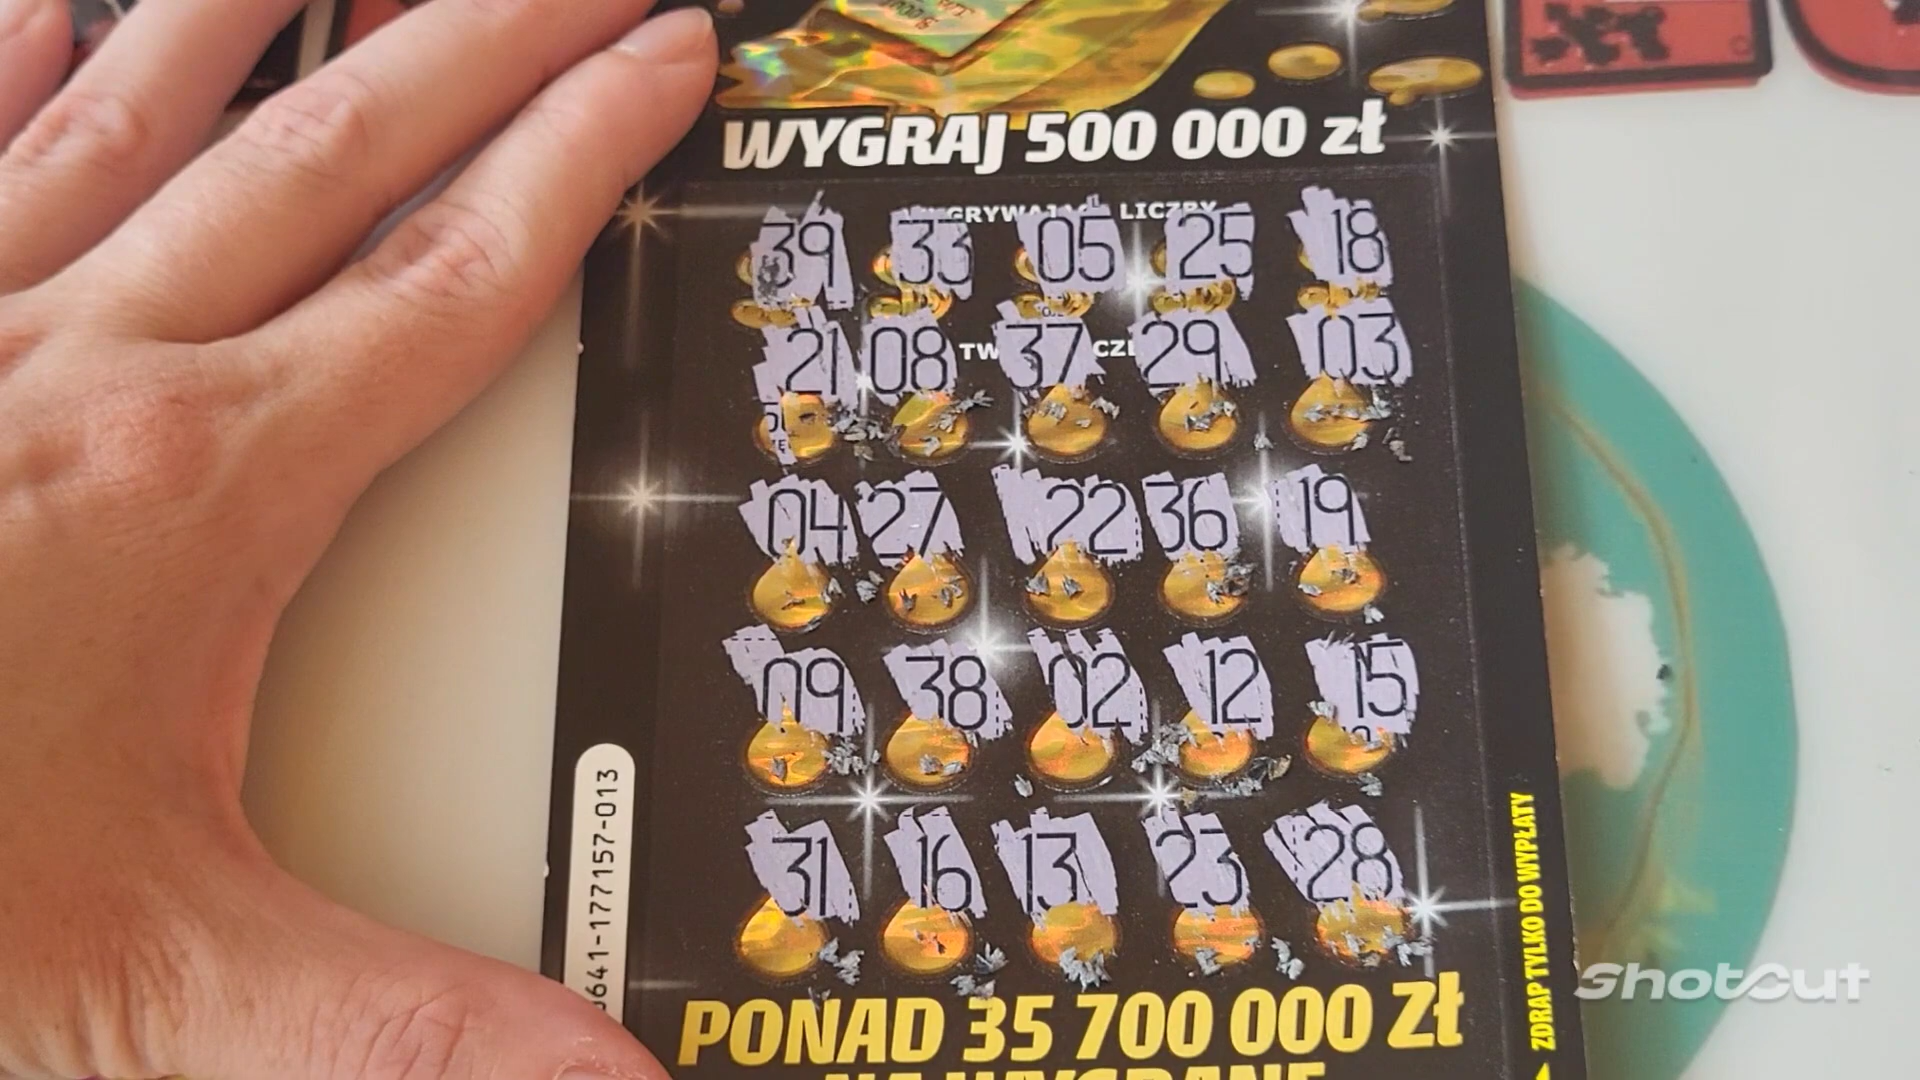 WYGRAJ 500 000 zł
39 33 05 25 18
21 08 37 29 03
04 27 22 36 19
09 38 02 12 15
31 16 13 23 28
641-177157-013
ZDRAP TYLKO DO WYPŁATY
PONAD 35 700 000 zł
NA WYGRANE
ShotCut